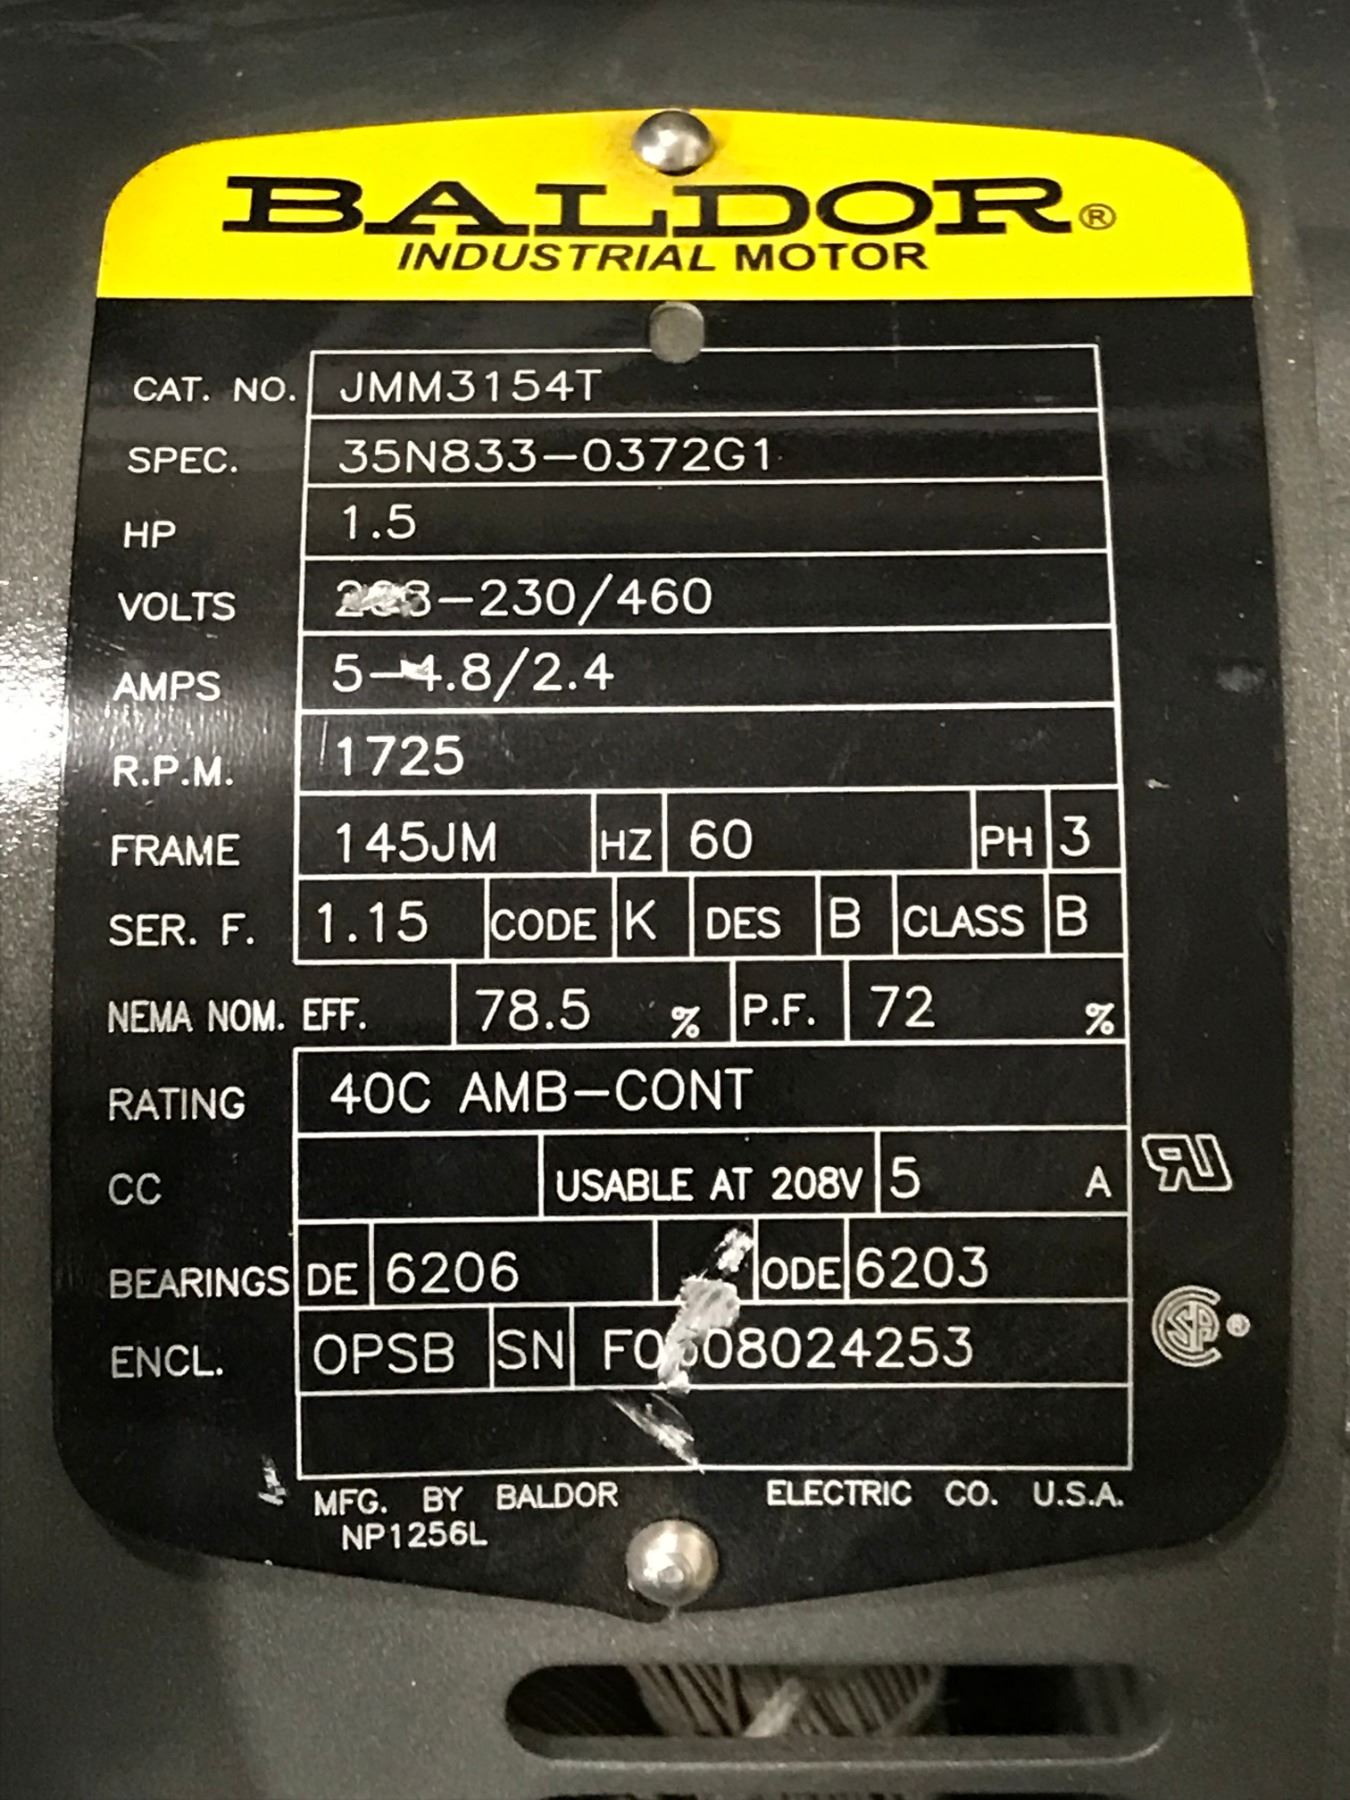 BALDOR®
INDUSTRIAL MOTOR
CAT. NO. JMM3154T
SPEC. 35N833-0372G1
HP 1.5
VOLTS -230/460
AMPS 5-4.8/2.4
R.P.M. 1725
FRAME 145JM HZ 60 PH 3
SER. F. 1.15 CODE K DES B CLASS B
NEMA NOM. EFF. 78.5 % P.F. 72 %
RATING 40C AMB-CONT
CC USABLE AT 208V 5 A
BEARINGS DE 6206 ODE 6203
ENCL. OPSB SN
MFG. BY BALDOR ELECTRIC CO. U.S.A.
NP1256L